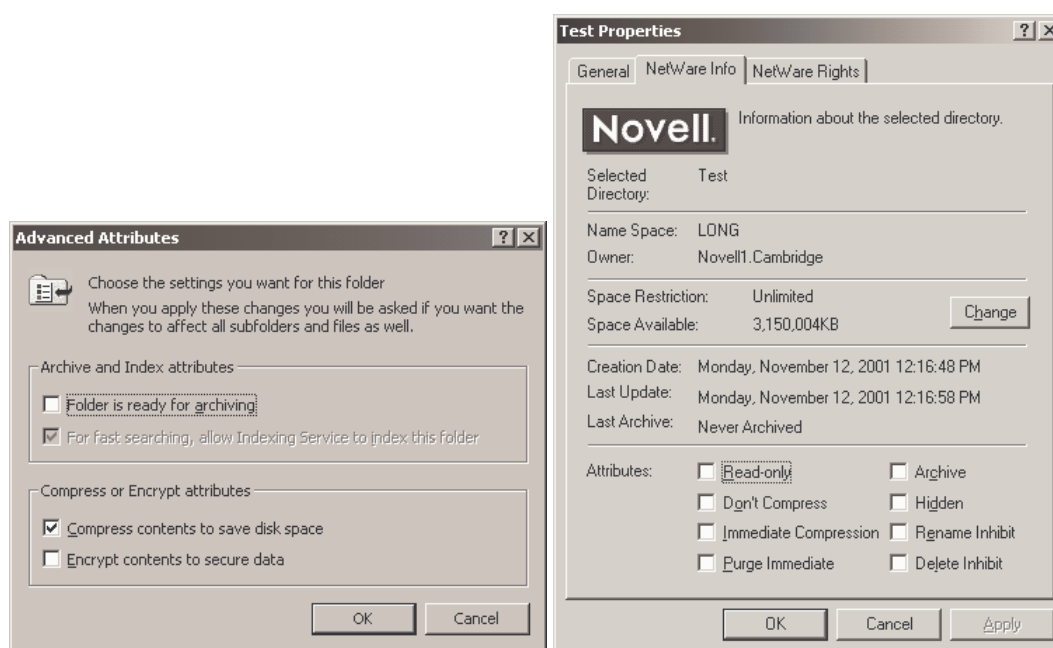 Advanced Attributes
Choose the settings you want for this folder
When you apply these changes you will be asked if you want the
changes to affect all subfolders and files as well.
Archive and Index attributes
Folder is ready for archiving
For fast searching, allow Indexing Service to index this folder
Compress or Encrypt attributes
Compress contents to save disk space
Encrypt contents to secure data
OK Cancel
Test Properties
General NetWare Info NetWare Rights
Novell. Information about the selected directory.
Selected Test
Directory:
Name Space: LONG
Owner: Novell1.Cambridge
Space Restriction: Unlimited
Space Available: 3,150,004KB
Change
Creation Date: Monday, November 12, 2001 12:16:48 PM
Last Update: Monday, November 12, 2001 12:16:58 PM
Last Archive: Never Archived
Attributes: Read-only Archive
Don't Compress Hidden
Immediate Compression Rename Inhibit
Purge Immediate Delete Inhibit
OK Cancel Apply